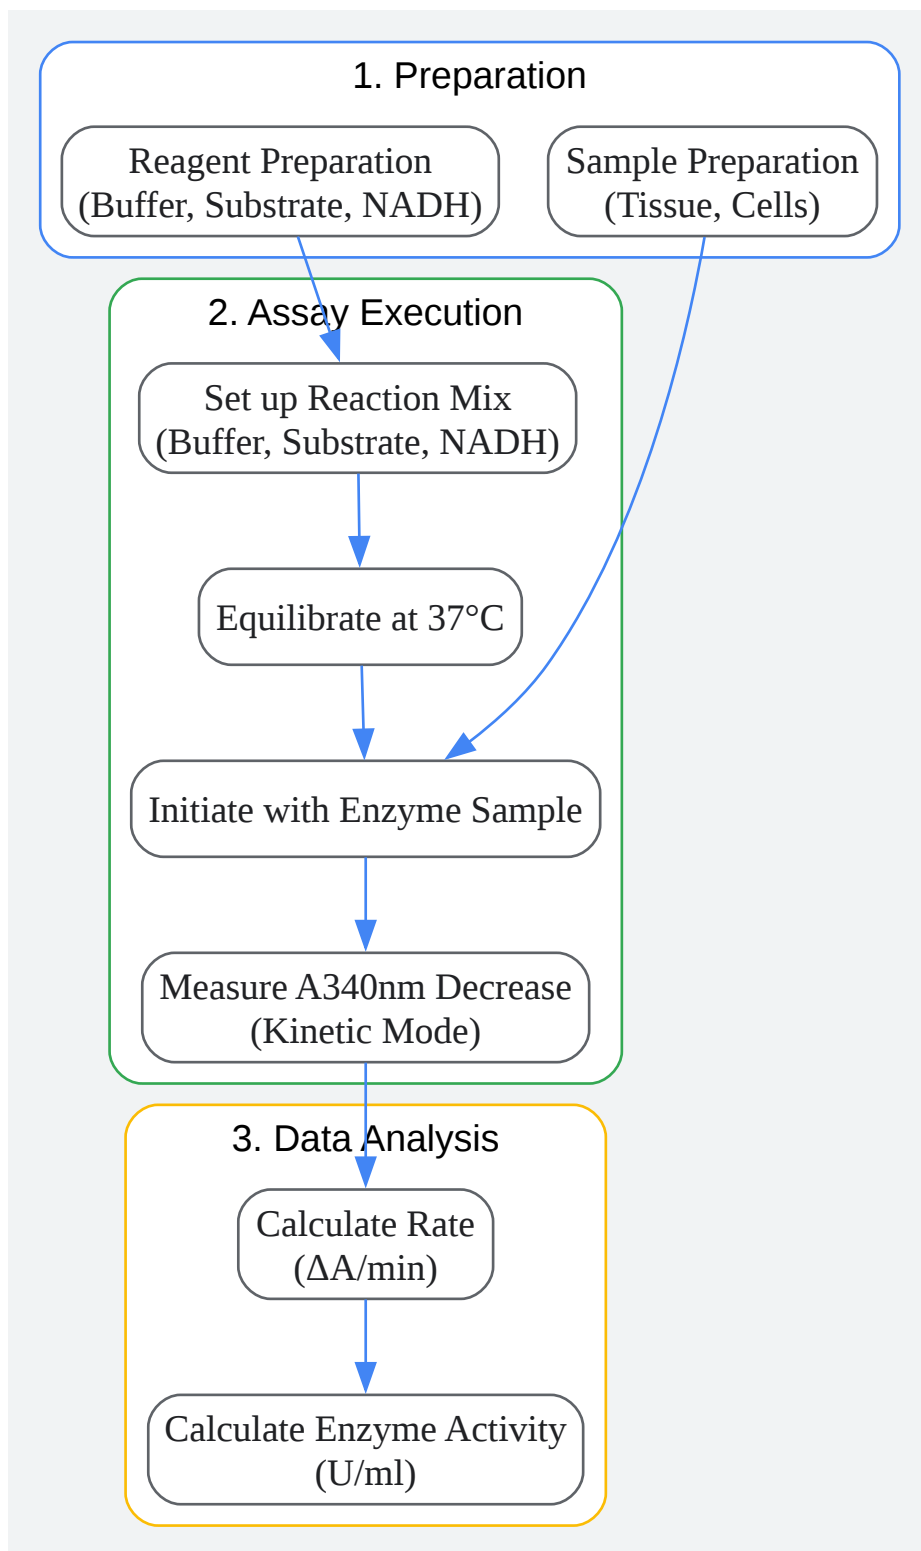 1. Preparation
Reagent Preparation
(Buffer, Substrate, NADH)
Sample Preparation
(Tissue, Cells)
2. Assay Execution
Set up Reaction Mix
(Buffer, Substrate, NADH)
Equilibrate at 37°C
Initiate with Enzyme Sample
Measure A340nm Decrease
(Kinetic Mode)
3. Data Analysis
Calculate Rate
(ΔA/min)
Calculate Enzyme Activity
(U/ml)